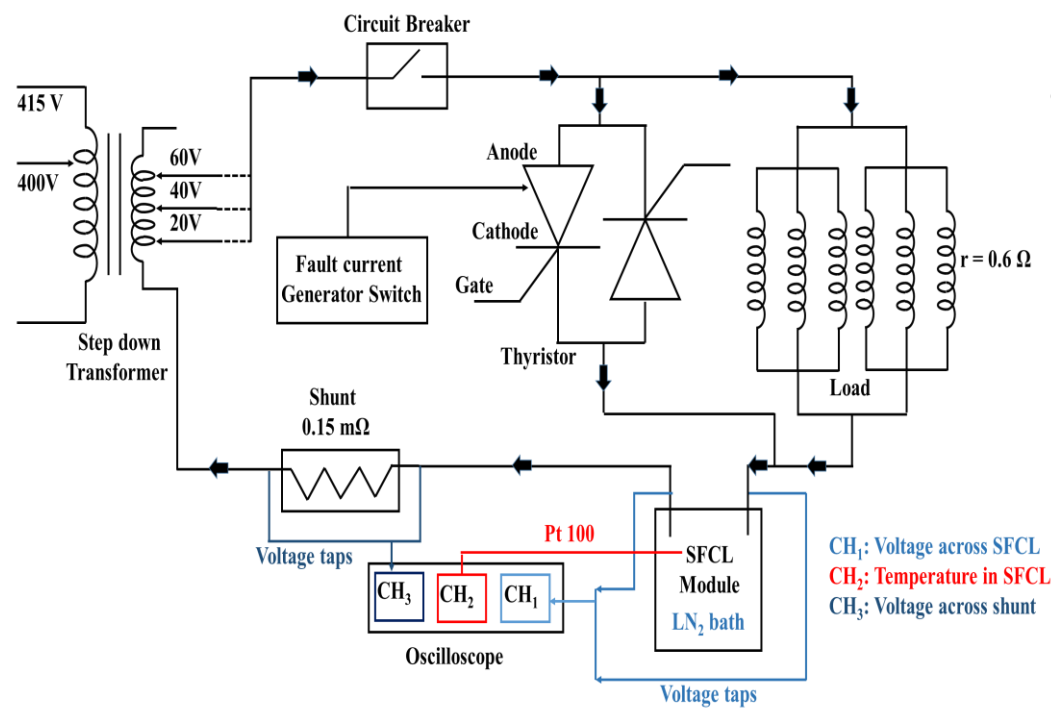 Circuit Breaker
415 V
400V
60V
40V
20V
Step down
Transformer
Anode
Cathode
Gate
Fault current
Generator Switch
Thyristor
r = 0.6 Ω
Load
Shunt
0.15 mΩ
Voltage taps
Pt 100
SFCL
Module
LN₂ bath
CH₃
CH₂
CH₁
Oscilloscope
Voltage taps
CH₁: Voltage across SFCL
CH₂: Temperature in SFCL
CH₃: Voltage across shunt